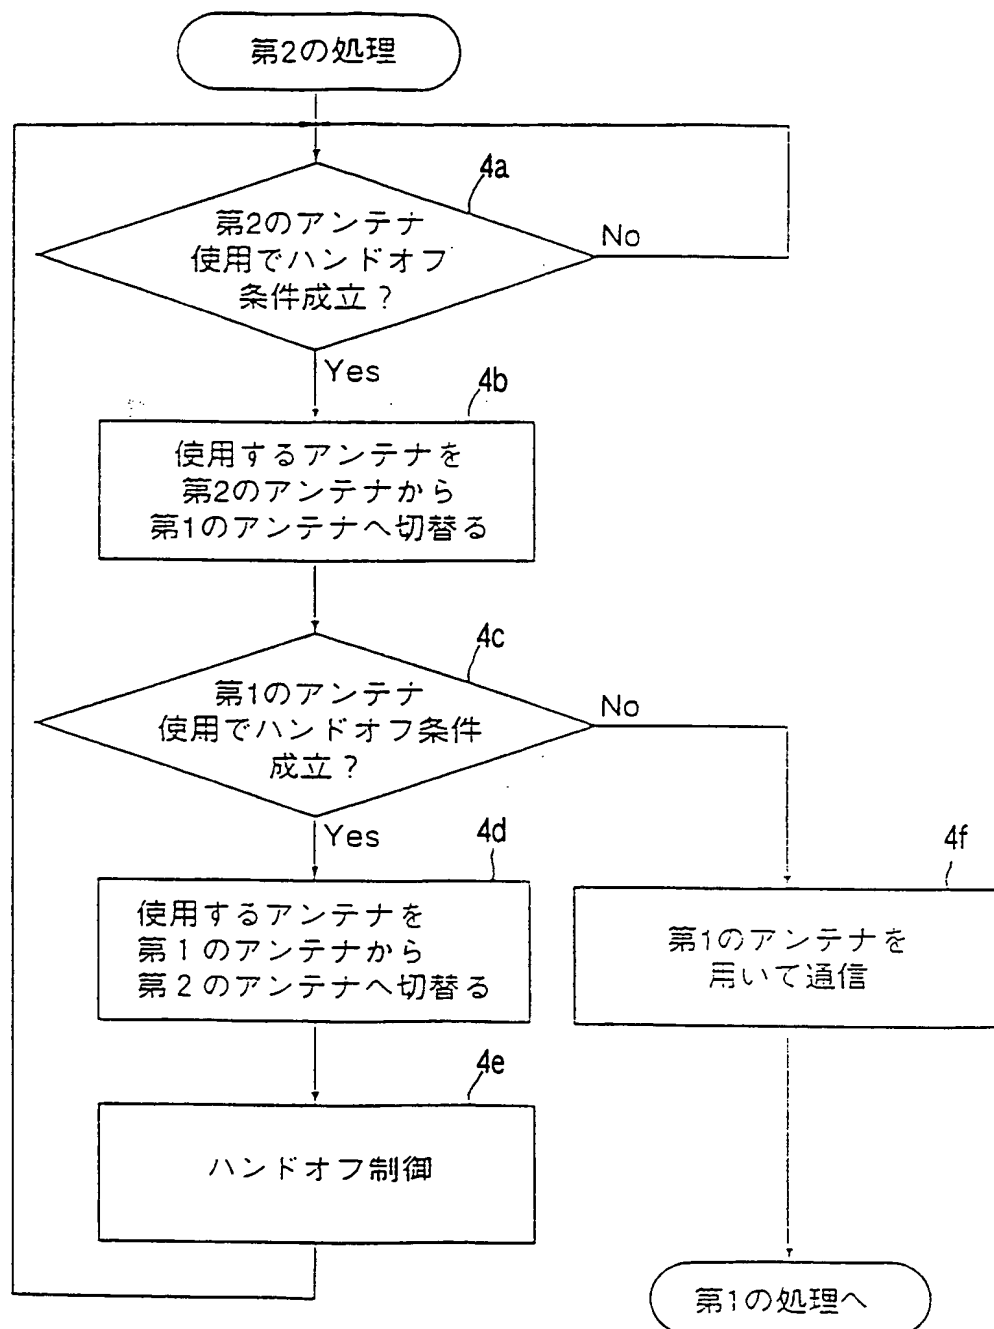 第2の処理
4a
第2のアンテナ
使用でハンドオフ
条件成立?
No
Yes
4b
使用するアンテナを
第2のアンテナから
第1のアンテナへ切替る
4c
第1のアンテナ
使用でハンドオフ条件
成立?
No
Yes
4d
使用するアンテナを
第1のアンテナから
第2のアンテナへ切替る
4f
第1のアンテナを
用いて通信
4e
ハンドオフ制御
第1の処理へ